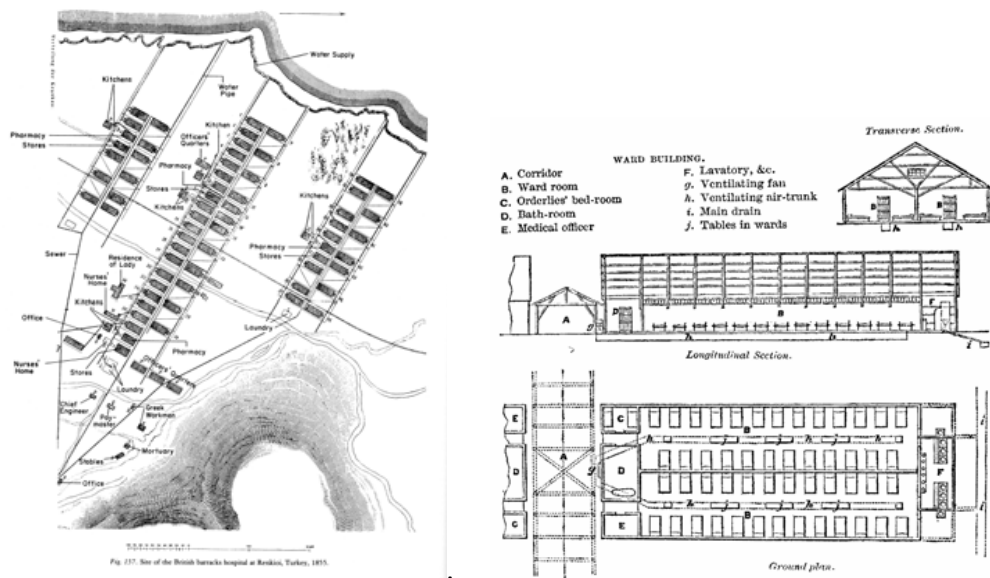 Water Supply
Kitchens
Water
Pipe
Pharmacy
Stores
Officers'
Quarters
Kitchen
Pharmacy
Stores
Kitchens
Kitchens
Pharmacy
Stores
Sewer
Residence
of Lady
Nurses'
Home
Kitchens
Office
Laundry
Nurses'
Home
Stores
Pharmacy
Officers' Quarters
Laundry
Chief
Engineer
Pay-
master
Greek
Workmen
Mortuary
Stables
Office
Fig. 157. Site of the British barracks hospital at Renkioi, Turkey, 1855.
Transverse Section.
WARD BUILDING.
A. Corridor
B. Ward room
C. Orderlies' bed-room
D. Bath-room
E. Medical officer
F. Lavatory, &c.
g. Ventilating fan
h. Ventilating air-trunk
i. Main drain
j. Tables in wards
D
B
h
h
A
g
D
B
F
h
h
i
Longitudinal Section.
E
C
B
h
j
j
h
j
h
A
D
g
D
F
h
j
j
h
j
C
E
B
Ground plan.